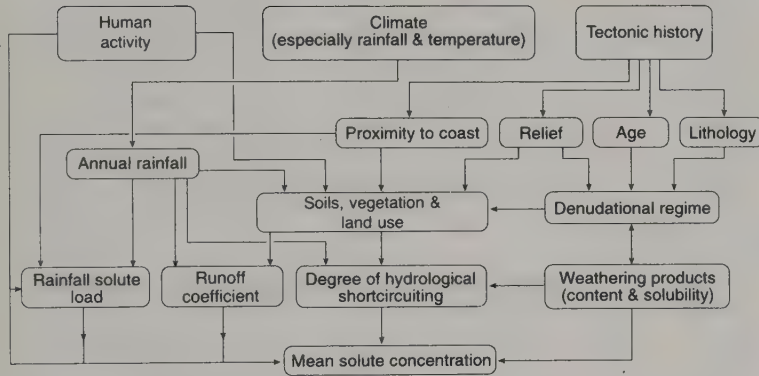 Human
activity
Climate
(especially rainfall & temperature)
Tectonic history
Proximity to coast
Relief
Age
Lithology
Annual rainfall
Soils, vegetation &
land use
Denudational regime
Rainfall solute
load
Runoff
coefficient
Degree of hydrological
shortcircuiting
Weathering products
(content & solubility)
Mean solute concentration